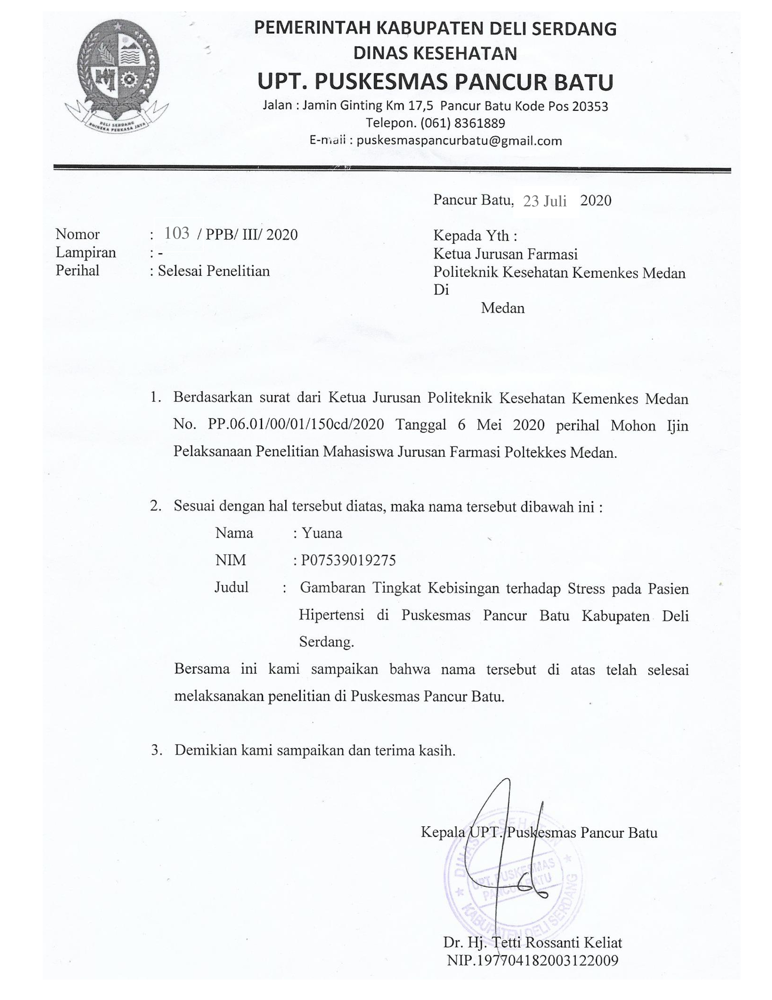 PEMERINTAH KABUPATEN DELI SERDANG
DINAS KESEHATAN
UPT. PUSKESMAS PANCUR BATU
Jalan : Jamin Ginting Km 17,5 Pancur Batu Kode Pos 20353
Telepon. (061) 8361889
E-mail : puskesmaspancurbatu@gmail.com
DELI SERDANG
BHINEKA PERKASA JAYA
Pancur Batu, 23 Juli 2020
Nomor : 103 / PPB/ III/ 2020
Lampiran : -
Perihal : Selesai Penelitian
Kepada Yth :
Ketua Jurusan Farmasi
Politeknik Kesehatan Kemenkes Medan
Di
Medan
1. Berdasarkan surat dari Ketua Jurusan Politeknik Kesehatan Kemenkes Medan
No. PP.06.01/00/01/150cd/2020 Tanggal 6 Mei 2020 perihal Mohon Ijin
Pelaksanaan Penelitian Mahasiswa Jurusan Farmasi Poltekkes Medan.
2. Sesuai dengan hal tersebut diatas, maka nama tersebut dibawah ini :
Nama : Yuana
NIM : P07539019275
Judul : Gambaran Tingkat Kebisingan terhadap Stress pada Pasien
Hipertensi di Puskesmas Pancur Batu Kabupaten Deli
Serdang.
Bersama ini kami sampaikan bahwa nama tersebut di atas telah selesai
melaksanakan penelitian di Puskesmas Pancur Batu.
3. Demikian kami sampaikan dan terima kasih.
Kepala UPT. Puskesmas Pancur Batu
DINAS KESEHATAN
UPT. PUSKESMAS
PANCUR BATU
KABUPATEN DELI SERDANG
Dr. Hj. Tetti Rossanti Keliat
NIP.197704182003122009